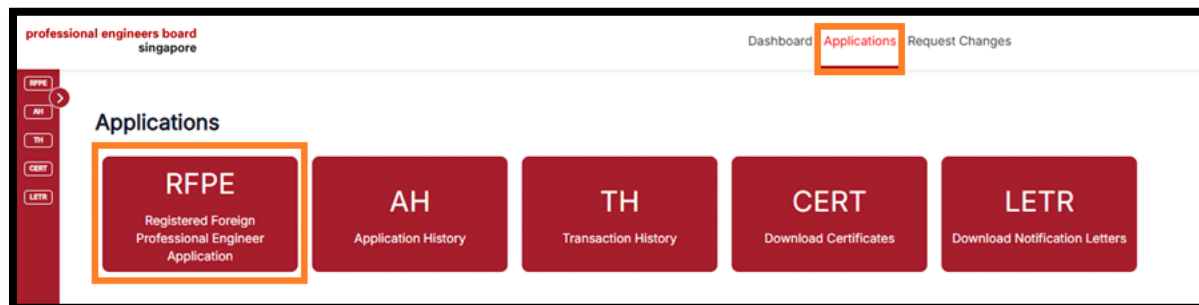 professional engineers board
singapore
Dashboard Applications Request Changes
RFPE
AH
TH
CERT
LETR
Applications
RFPE
Registered Foreign
Professional Engineer
Application
AH
Application History
TH
Transaction History
CERT
Download Certificates
LETR
Download Notification Letters